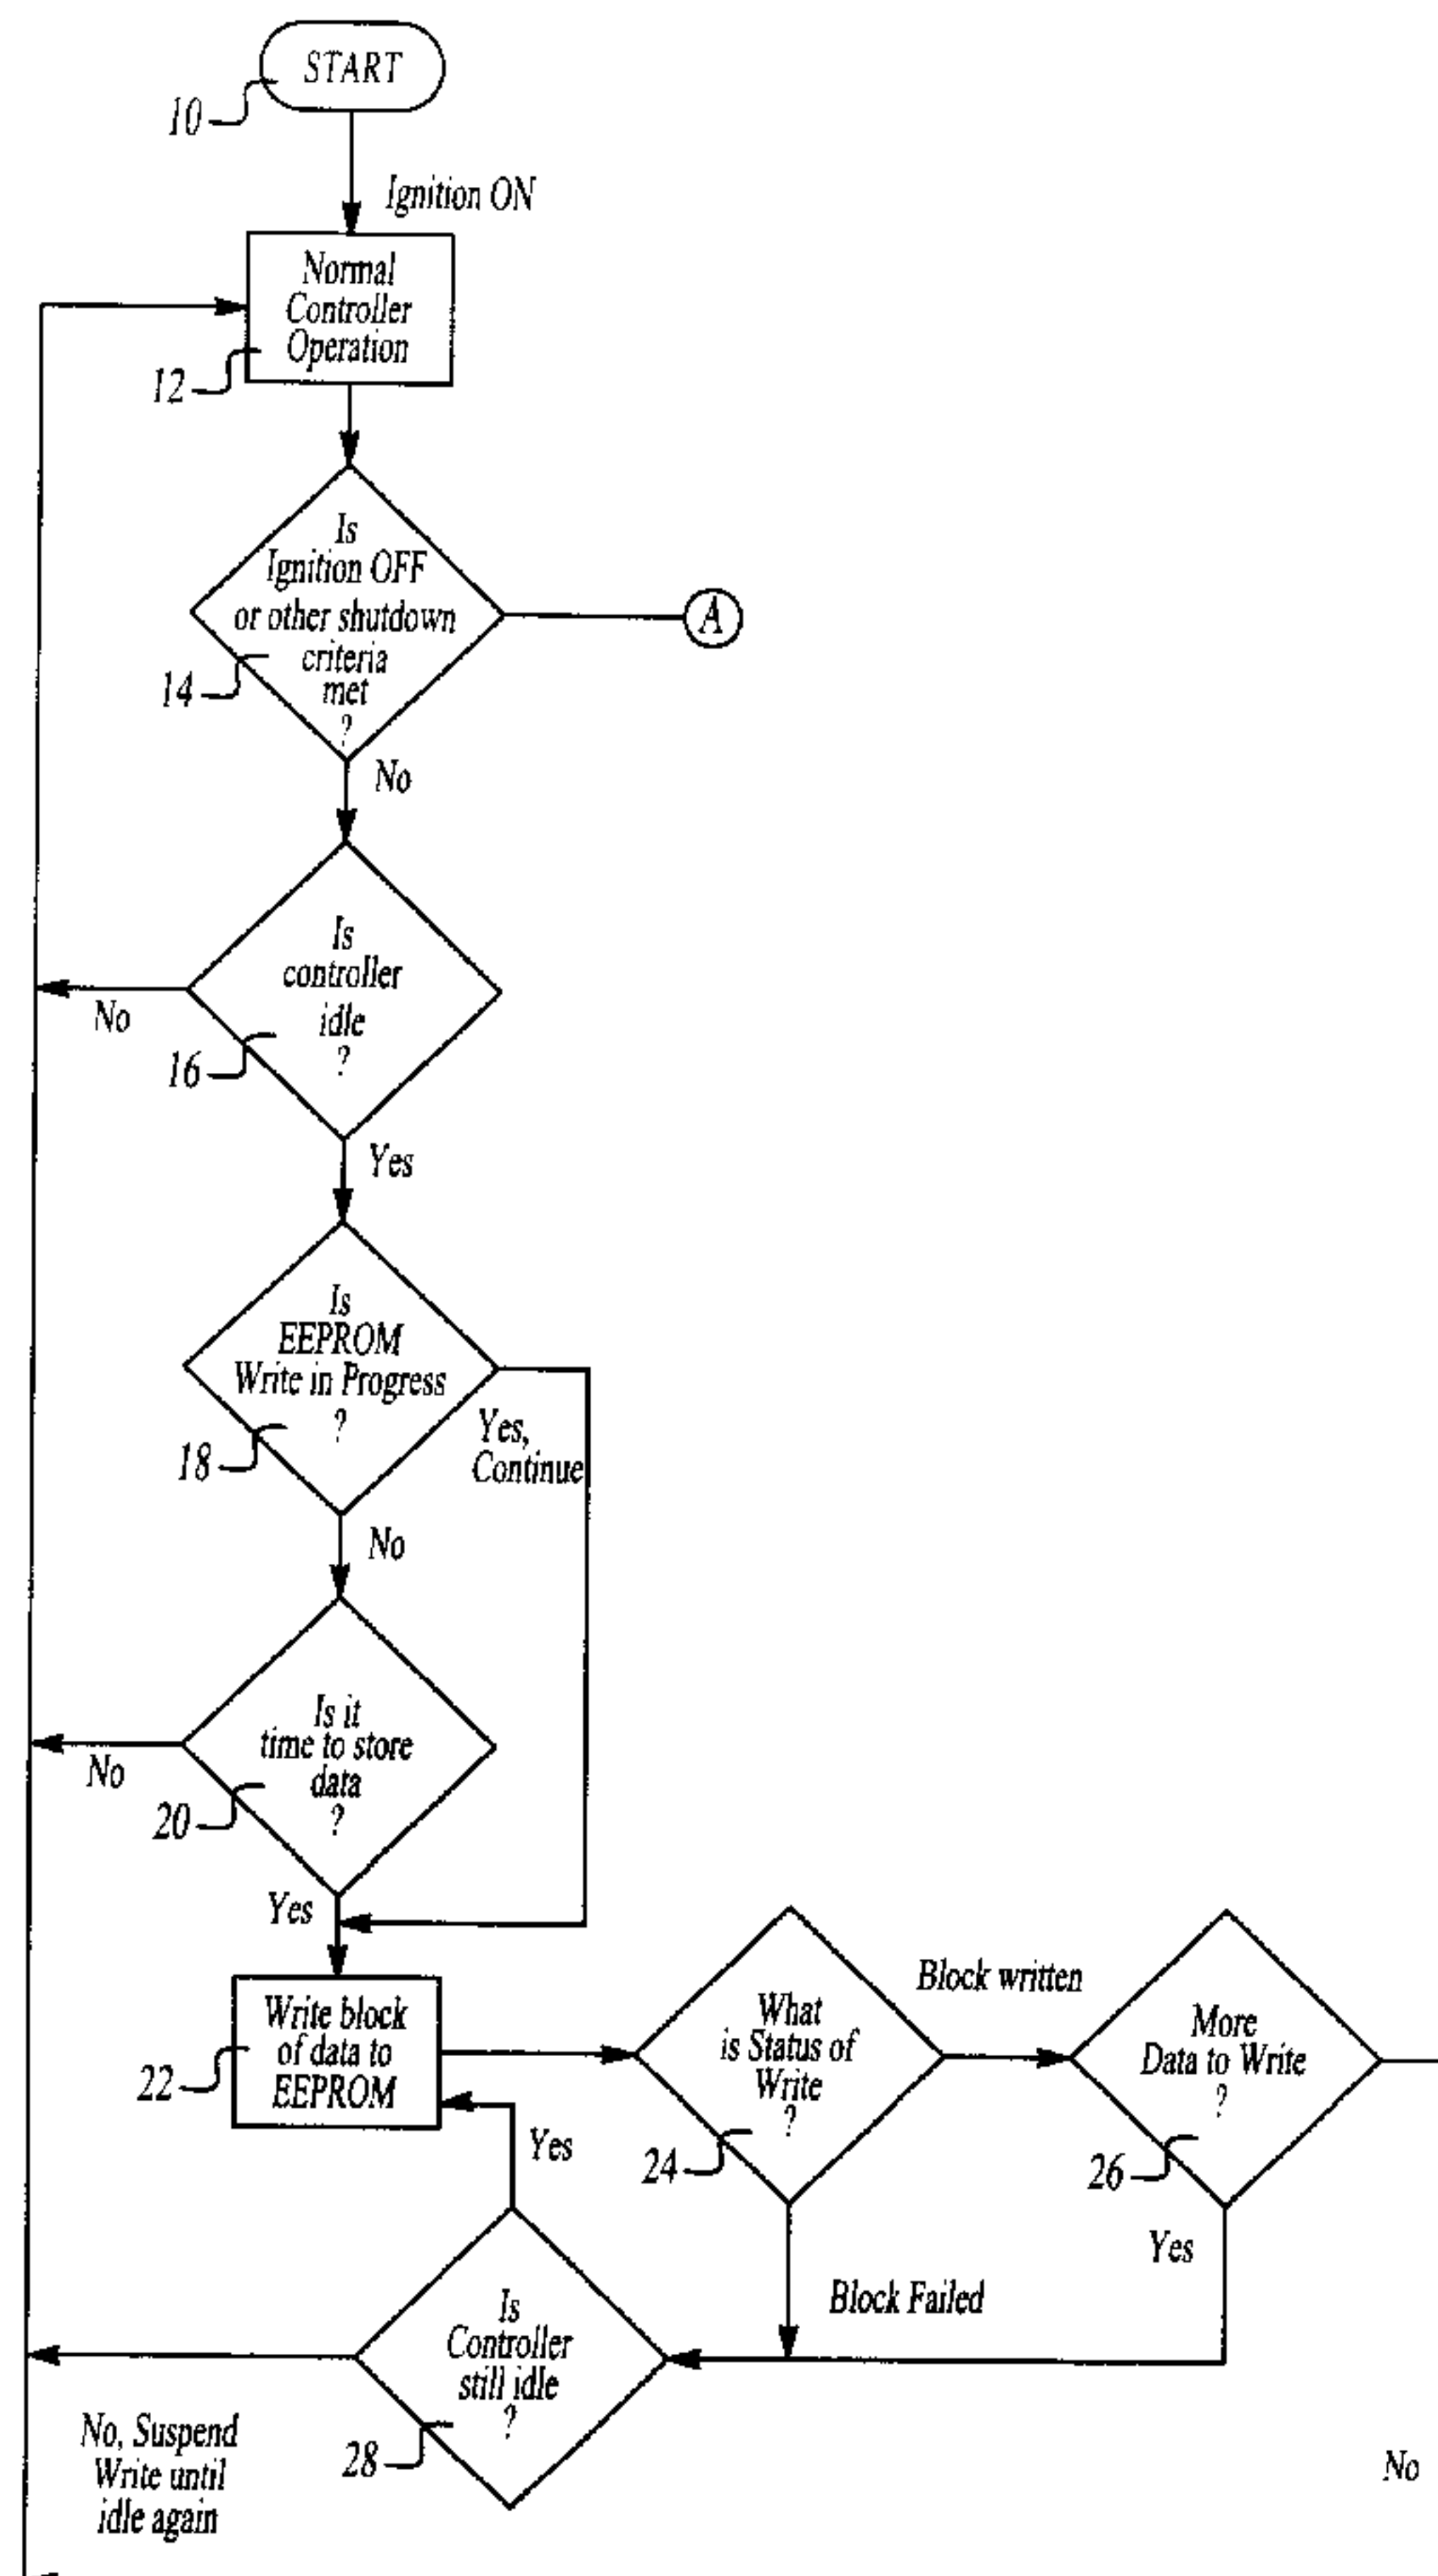 START
10
Ignition ON
Normal
Controller
Operation
12
Is
Ignition OFF
or other shutdown
criteria
met
?
14
A
No
Is
controller
idle
?
No
16
Yes
Is
EEPROM
Write in Progress
?
18
Yes,
Continue
No
Is it
time to store
data
?
No
20
Yes
Write block
of data to
EEPROM
22
What
is Status of
Write
?
24
Block written
More
Data to Write
?
26
Yes
Yes
Block Failed
Is
Controller
still idle
?
28
No, Suspend
Write until
idle again
No